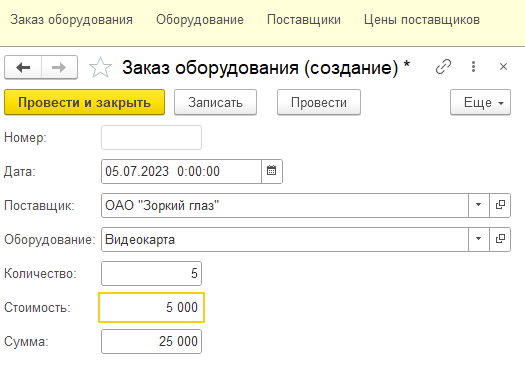 Заказ оборудования Оборудование Поставщики Цены поставщиков
Заказ оборудования (создание) *
Провести и закрыть Записать Провести Еще
Номер:
Дата: 05.07.2023 0:00:00
Поставщик: ОАО "Зоркий глаз"
Оборудование: Видеокарта
Количество: 5
Стоимость: 5 000
Сумма: 25 000